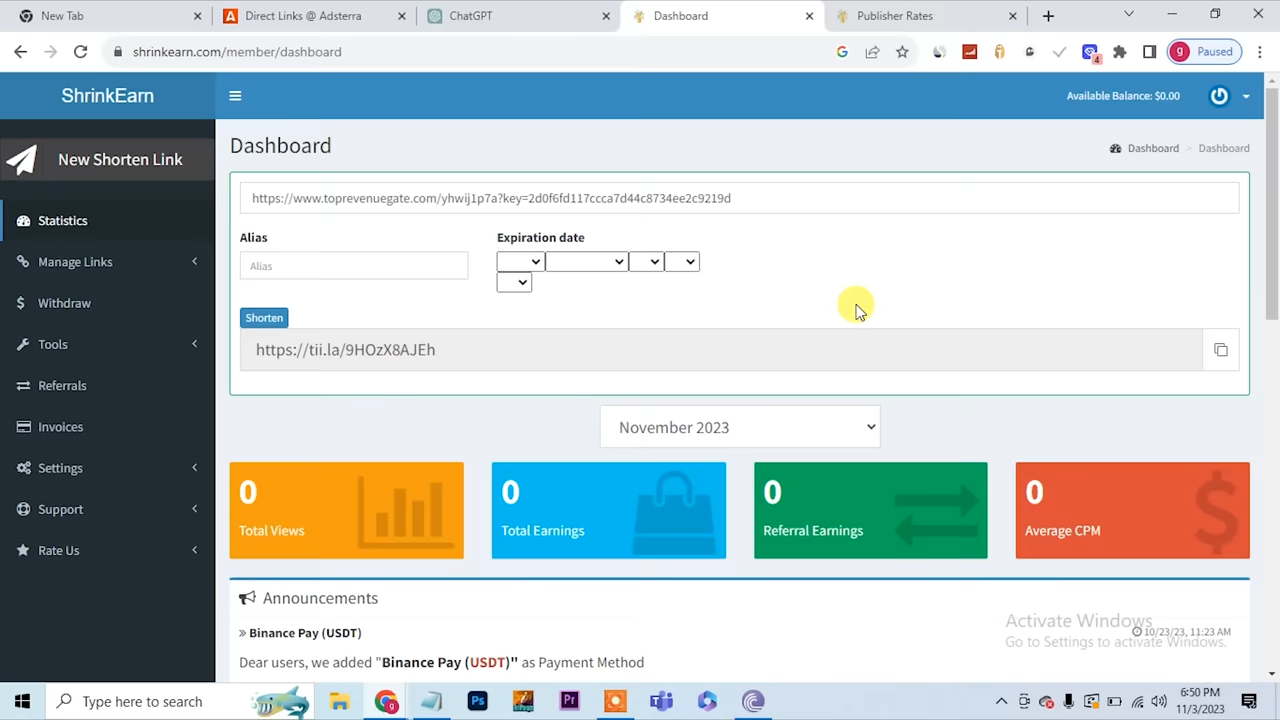 New Tab
Direct Links @ Adsterra
ChatGPT
Dashboard
Publisher Rates
shrinkearn.com/member/dashboard
4
g Paused
ShrinkEarn
Available Balance: $0.00
New Shorten Link
Dashboard
Dashboard > Dashboard
https://www.toprevenuegate.com/yhwij1p7a?key=2d0f6fd117ccca7d44c8734ee2c9219d
Statistics
Alias
Expiration date
Manage Links
Alias
Withdraw
Shorten
Tools
https://tii.la/9HOzX8AJEh
Referrals
Invoices
November 2023
Settings
0
Total Views
0
Total Earnings
0
Referral Earnings
0
Average CPM
Support
Rate Us
Announcements
» Binance Pay (USDT)
10/23/23, 11:23 AM
Dear users, we added "Binance Pay (USDT)" as Payment Method
Activate Windows
Go to Settings to activate Windows.
Type here to search
Ps
Pr
6:50 PM
11/3/2023